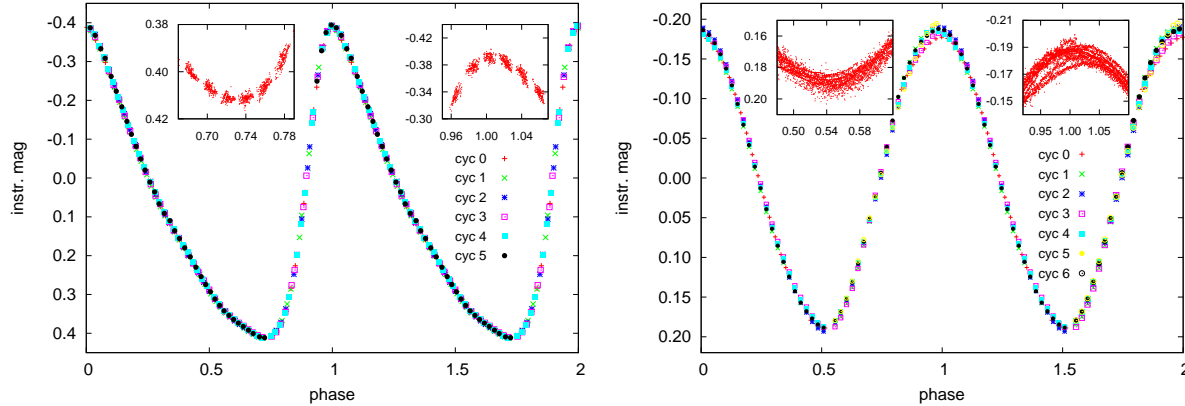 -0.4
-0.3
-0.2
-0.1
0.0
0.1
0.2
0.3
0.4
instr. mag
0 0.5 1 1.5 2
phase
0.38
0.40
0.42
0.70 0.74 0.78
-0.42
-0.38
-0.34
-0.30
0.96 1.00 1.04
cyc 0
cyc 1
cyc 2
cyc 3
cyc 4
cyc 5
-0.20
-0.15
-0.10
-0.05
0.00
0.05
0.10
0.15
0.20
instr. mag
0 0.5 1 1.5 2
phase
0.16
0.18
0.20
0.50 0.54 0.58
-0.21
-0.19
-0.17
-0.15
0.95 1.00 1.05
cyc 0
cyc 1
cyc 2
cyc 3
cyc 4
cyc 5
cyc 6